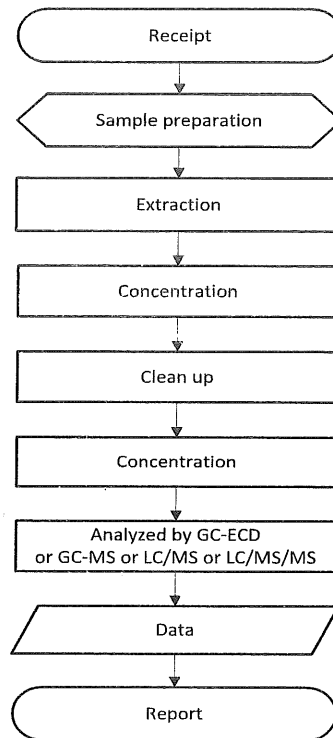 Receipt
Sample preparation
Extraction
Concentration
Clean up
Concentration
Analyzed by GC-ECD
or GC-MS or LC/MS or LC/MS/MS
Data
Report